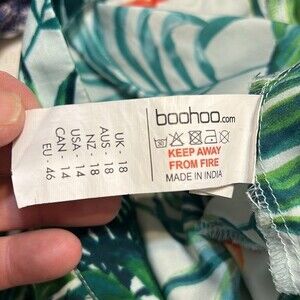 UK - 18
AUS - 18
NZ - 18
USA - 14
CAN - 14
EU - 46
boohoo.com
KEEP AWAY
FROM FIRE
MADE IN INDIA